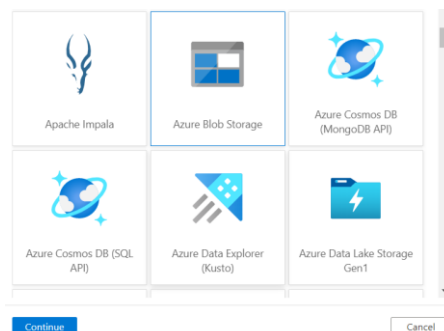 Apache Impala
Azure Blob Storage
Azure Cosmos DB
(MongoDB API)
Azure Cosmos DB (SQL
API)
Azure Data Explorer
(Kusto)
Azure Data Lake Storage
Gen1
Continue
Cancel